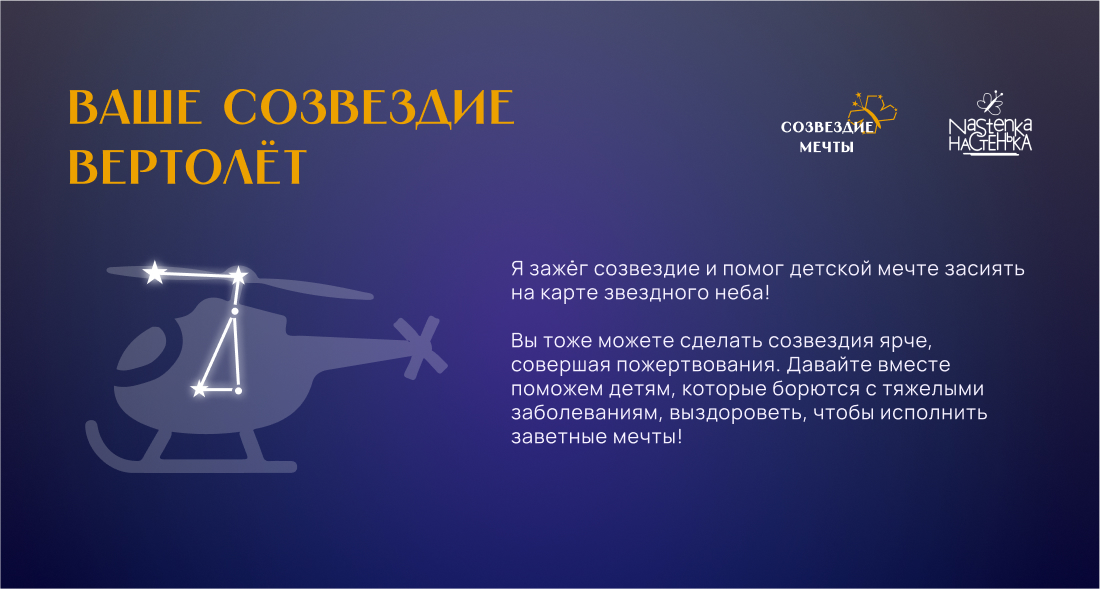 ВАШЕ СОЗВЕЗДИЕ
ВЕРТОЛЁТ
СОЗВЕЗДИЕ
МЕЧТЫ
Nastenka
НАСТЕНЬКА
Я зажёг созвездие и помог детской мечте засиять
на карте звездного неба!
Вы тоже можете сделать созвездия ярче,
совершая пожертвования. Давайте вместе
поможем детям, которые борются с тяжелыми
заболеваниям, выздороветь, чтобы исполнить
заветные мечты!